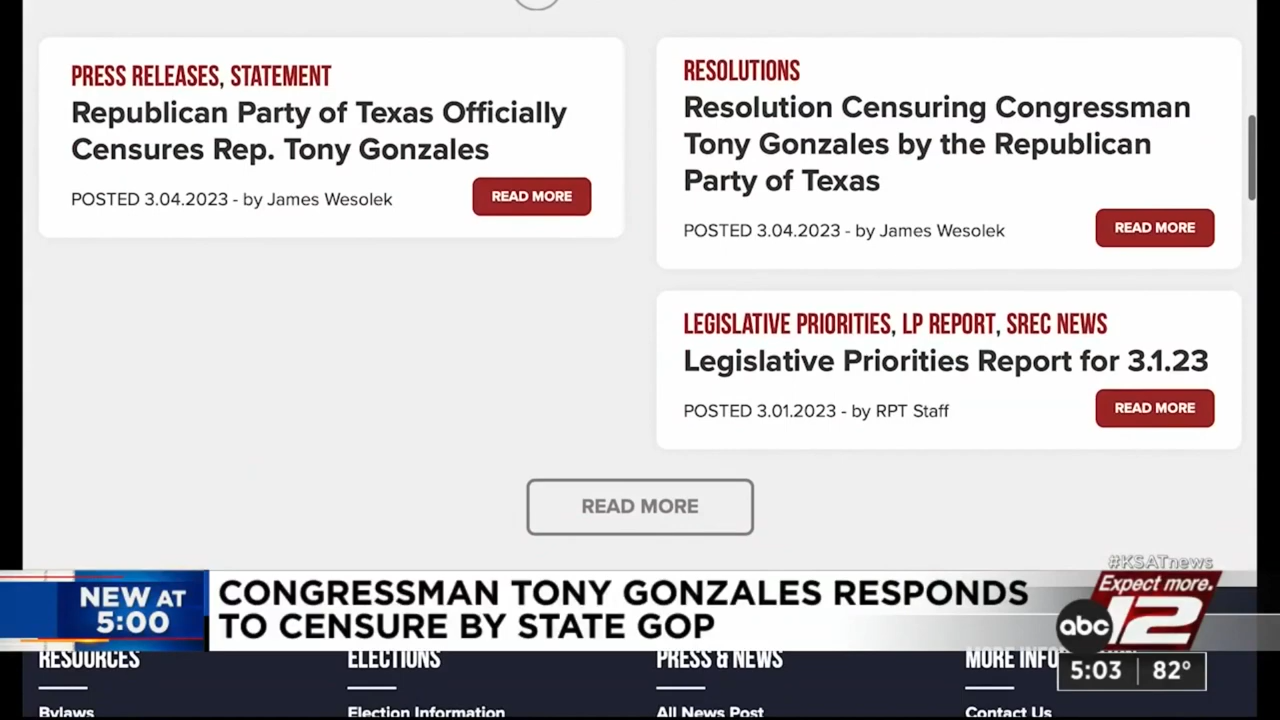 PRESS RELEASES, STATEMENT
Republican Party of Texas Officially
Censures Rep. Tony Gonzales
POSTED 3.04.2023 - by James Wesolek
READ MORE
RESOLUTIONS
Resolution Censuring Congressman
Tony Gonzales by the Republican
Party of Texas
POSTED 3.04.2023 - by James Wesolek
READ MORE
LEGISLATIVE PRIORITIES, LP REPORT, SREC NEWS
Legislative Priorities Report for 3.1.23
POSTED 3.01.2023 - by RPT Staff
READ MORE
READ MORE
#KSATnews
NEW AT
5:00
CONGRESSMAN TONY GONZALES RESPONDS
TO CENSURE BY STATE GOP
Expect more.
abc 12
5:03 82°
RESOURCES
Bylaws
ELECTIONS
Election Information
PRESS & NEWS
All News Post
MORE
Contact Us